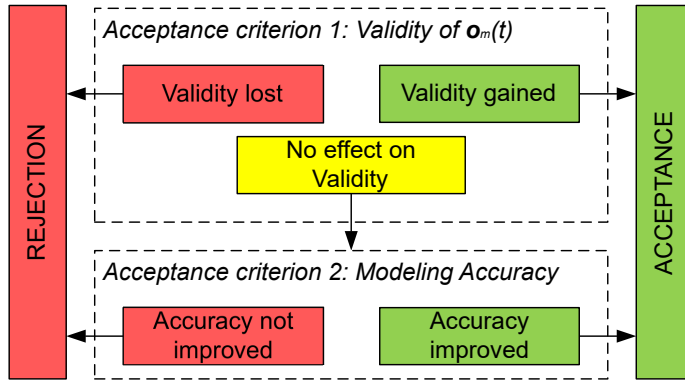 REJECTION
Acceptance criterion 1: Validity of oₘ(t)
Validity lost
Validity gained
No effect on
Validity
Acceptance criterion 2: Modeling Accuracy
Accuracy not
improved
Accuracy
improved
ACCEPTANCE